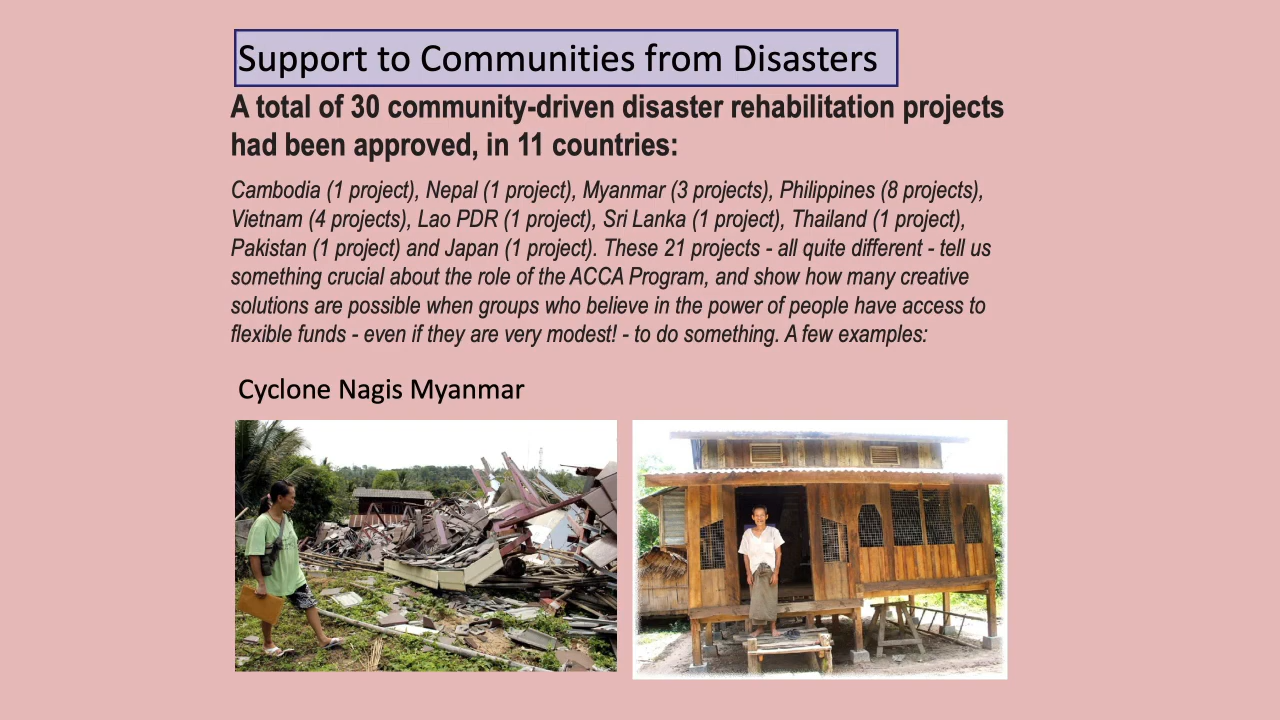 Support to Communities from Disasters
A total of 30 community-driven disaster rehabilitation projects
had been approved, in 11 countries:
Cambodia (1 project), Nepal (1 project), Myanmar (3 projects), Philippines (8 projects),
Vietnam (4 projects), Lao PDR (1 project), Sri Lanka (1 project), Thailand (1 project),
Pakistan (1 project) and Japan (1 project). These 21 projects - all quite different - tell us
something crucial about the role of the ACCA Program, and show how many creative
solutions are possible when groups who believe in the power of people have access to
flexible funds - even if they are very modest! - to do something. A few examples:
Cyclone Nagis Myanmar